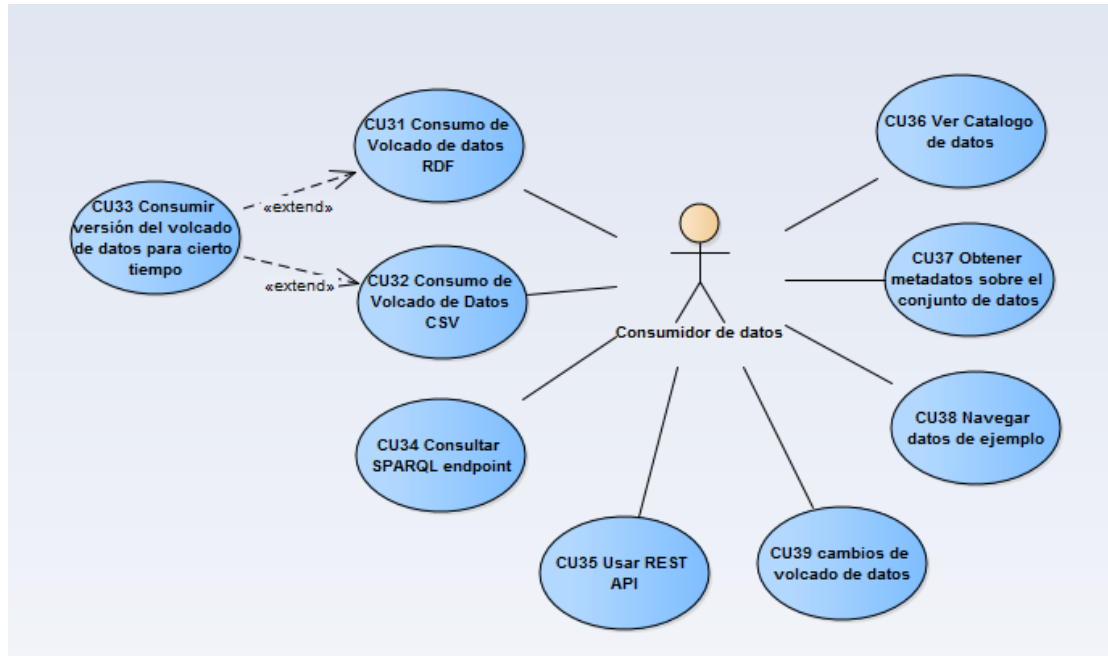 CU31 Consumo de
Volcado de datos
RDF
CU36 Ver Catalogo
de datos
CU33 Consumir
versión del volcado
de datos para cierto
tiempo
«extend»
«extend»
CU32 Consumo de
Volcado de Datos
CSV
CU37 Obtener
metadatos sobre el
conjunto de datos
Consumidor de datos
CU34 Consultar
SPARQL endpoint
CU38 Navegar
datos de ejemplo
CU35 Usar REST
API
CU39 cambios de
volcado de datos